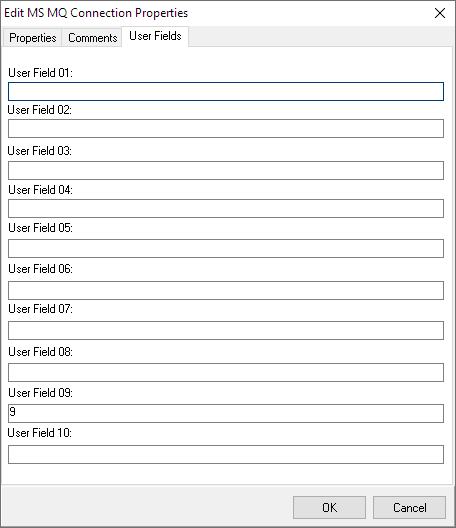 Edit MS MQ Connection Properties
Properties Comments User Fields
User Field 01:
User Field 02:
User Field 03:
User Field 04:
User Field 05:
User Field 06:
User Field 07:
User Field 08:
User Field 09:
9
User Field 10:
OK Cancel